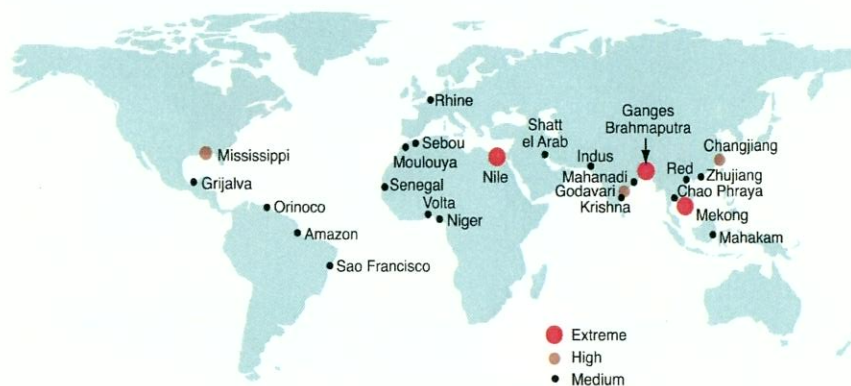 Rhine
Ganges
Brahmaputra
Shatt
el Arab
Changjiang
Sebou
Moulouya
Mississippi
Nile
Indus
Mahanadi
Godavari
Krishna
Red
Zhujiang
Chao Phraya
Grijalva
Senegal
Volta
Niger
Orinoco
Mekong
Amazon
Mahakam
Sao Francisco
Extreme
High
Medium